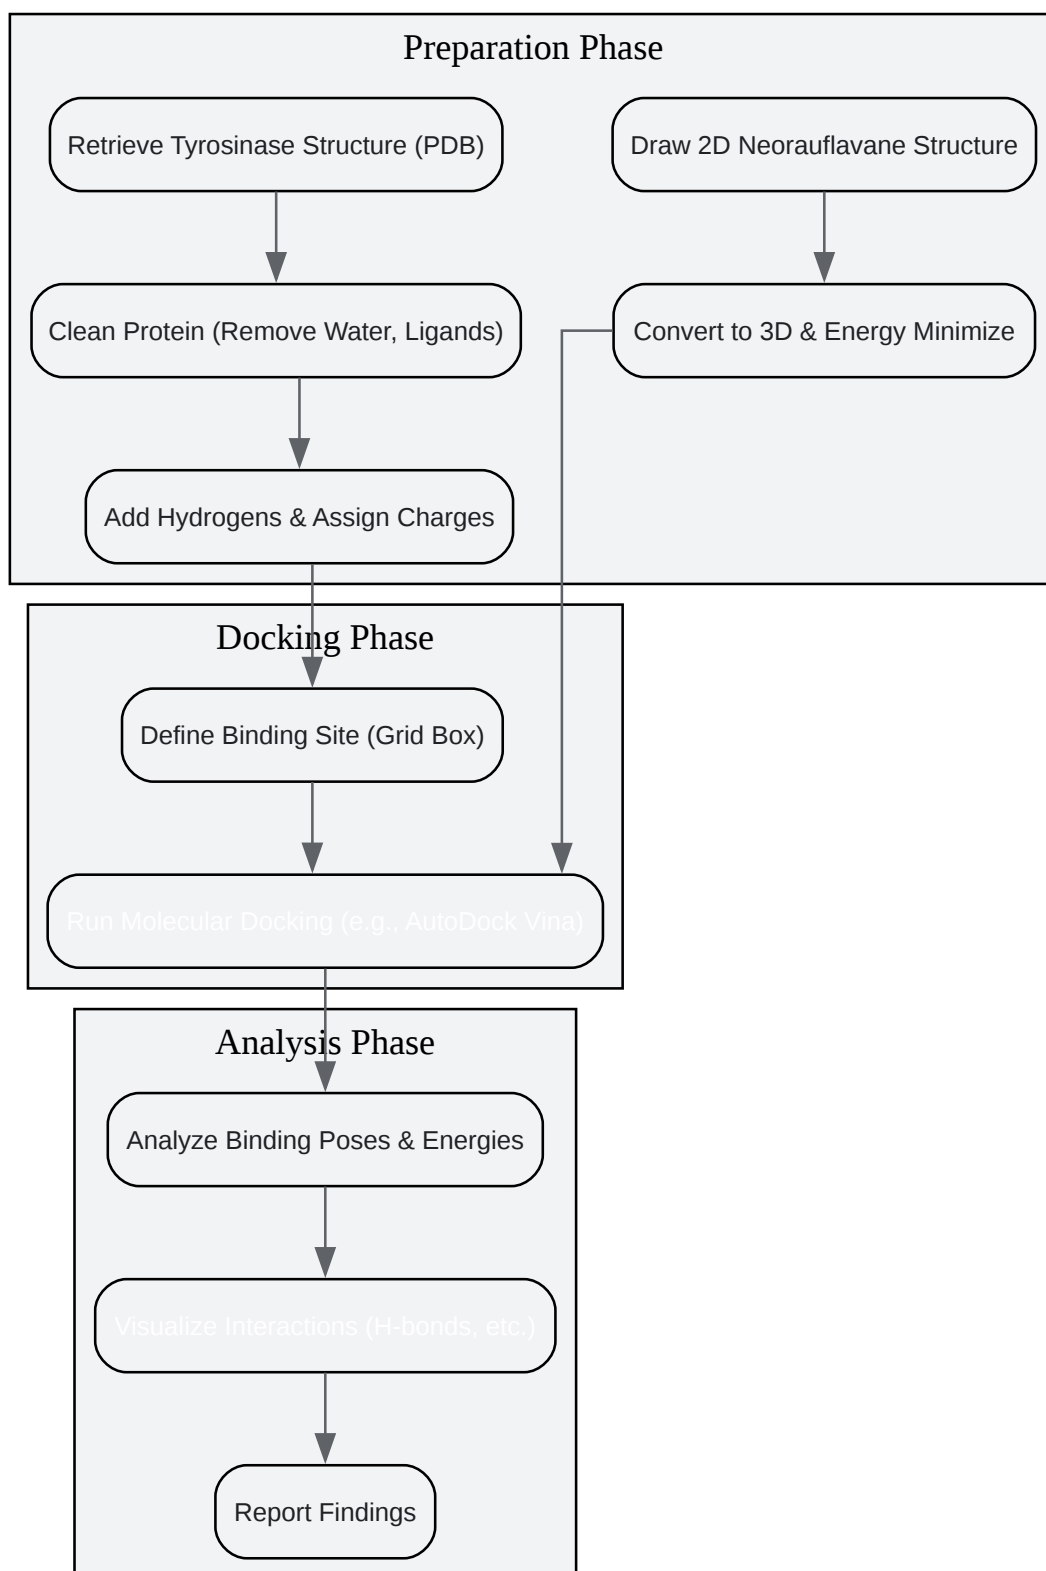 Preparation Phase
Retrieve Tyrosinase Structure (PDB)
Draw 2D Neorauflavane Structure
Clean Protein (Remove Water, Ligands)
Convert to 3D & Energy Minimize
Add Hydrogens & Assign Charges
Docking Phase
Define Binding Site (Grid Box)
Run Molecular Docking (e.g., AutoDock Vina)
Analysis Phase
Analyze Binding Poses & Energies
Visualize Interactions (H-bonds, etc.)
Report Findings